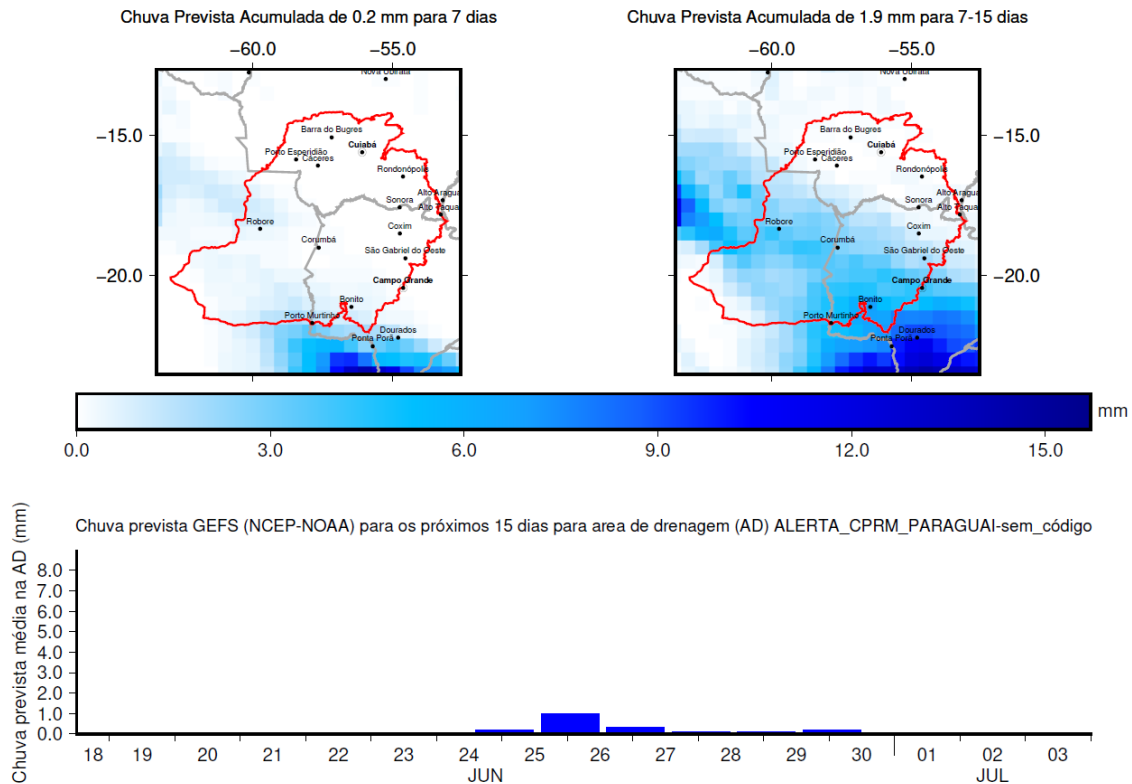 Chuva Prevista Acumulada de 0.2 mm para 7 dias
Chuva Prevista Acumulada de 1.9 mm para 7-15 dias
−60.0 −55.0
−60.0 −55.0
Nova Ubiratã
Nova Ubiratã
−15.0
−15.0
Barra do Bugres
Cuiabá
Porto Esperidião
Cáceres
Rondonópolis
Alto Aragua
Sonora
Alto Taqua
Robore
Coxim
Corumbá
São Gabriel do Oeste
−20.0
Campo Grande
Bonito
Porto Murtinho
Dourados
Ponta Porã
Barra do Bugres
Cuiabá
Porto Esperidião
Cáceres
Rondonópolis
Alto Aragua
Sonora
Alto Taqua
Robore
Coxim
Corumbá
São Gabriel do Oeste
−20.0
Campo Grande
Bonito
Porto Murtinho
Dourados
Ponta Porã
mm
0.0 3.0 6.0 9.0 12.0 15.0
Chuva prevista GEFS (NCEP-NOAA) para os próximos 15 dias para area de drenagem (AD) ALERTA_CPRM_PARAGUAI-sem_código
Chuva prevista média na AD (mm)
8.0
7.0
6.0
5.0
4.0
3.0
2.0
1.0
0.0
18 19 20 21 22 23 24 25 26 27 28 29 30 01 02 03
JUN JUL